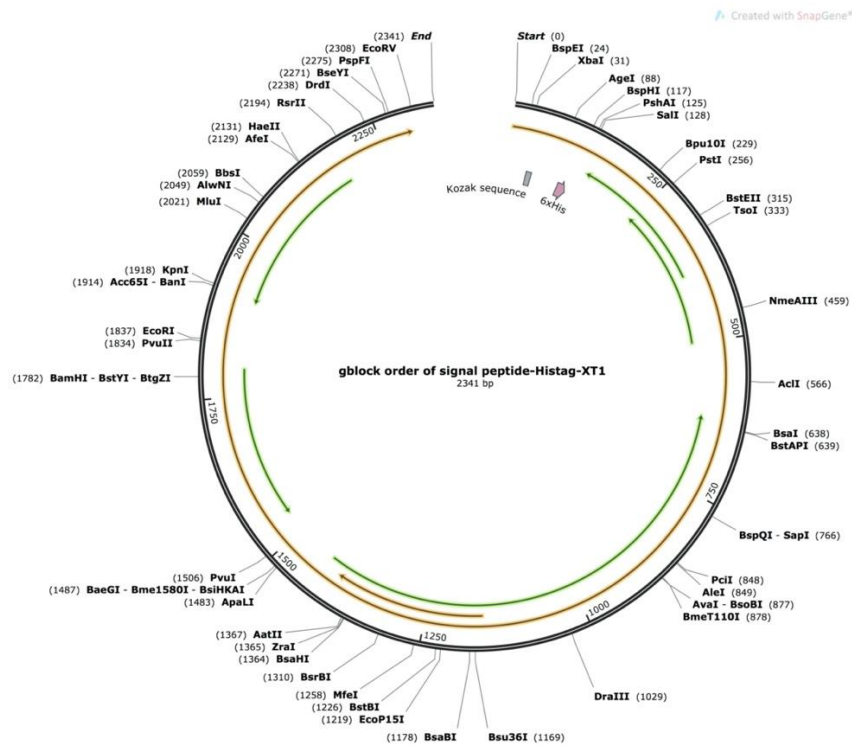 Created with SnapGene®
Start (0)
BspEI (24)
XbaI (31)
AgeI (88)
BspHI (117)
PshAI (125)
SalI (128)
Bpu10I (229)
PstI (256)
BstEII (315)
TsoI (333)
NmeAIII (459)
AclI (566)
BsaI (638)
BstAPI (639)
BspQI - SapI (766)
PciI (848)
AleI (849)
AvaI - BsoBI (877)
BmeT110I (878)
DraIII (1029)
Bsu36I (1169)
(1178) BsaBI
(1219) EcoP15I
(1226) BstBI
(1258) MfeI
(1310) BsrBI
(1364) BsaHI
(1365) ZraI
(1367) AatII
(1483) ApaLI
(1487) BaeGI - Bme1580I - BsiHKAI
(1506) PvuI
(1782) BamHI - BstYI - BtgZI
(1834) PvuII
(1837) EcoRI
(1914) Acc65I - BanI
(1918) KpnI
(2021) MluI
(2049) AlwNI
(2059) BbsI
(2129) AfeI
(2131) HaeII
(2194) RsrII
(2238) DrdI
(2271) BseYI
(2275) PspFI
(2308) EcoRV
(2341) End
250
500
750
1000
1250
1500
1750
2000
2250
Kozak sequence
6xHis
gblock order of signal peptide-Histag-XT1
2341 bp